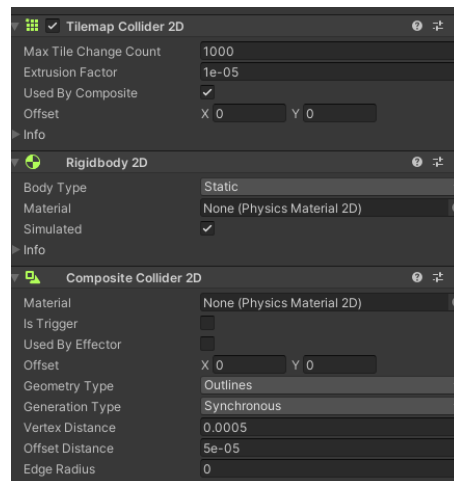 Tilemap Collider 2D
Max Tile Change Count 1000
Extrusion Factor 1e-05
Used By Composite
Offset X 0 Y 0
Info
Rigidbody 2D
Body Type Static
Material None (Physics Material 2D)
Simulated
Info
Composite Collider 2D
Material None (Physics Material 2D)
Is Trigger
Used By Effector
Offset X 0 Y 0
Geometry Type Outlines
Generation Type Synchronous
Vertex Distance 0.0005
Offset Distance 5e-05
Edge Radius 0